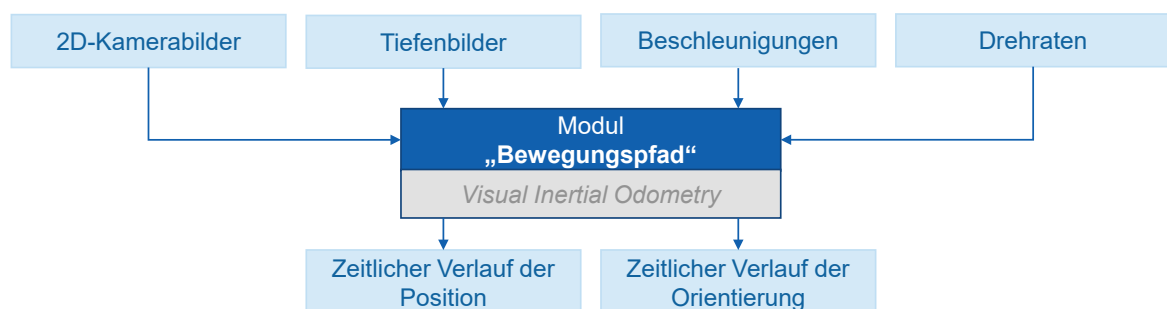 2D-Kamerabilder
Tiefenbilder
Beschleunigungen
Drehraten
Modul
„Bewegungspfad“
Visual Inertial Odometry
Zeitlicher Verlauf der
Position
Zeitlicher Verlauf der
Orientierung